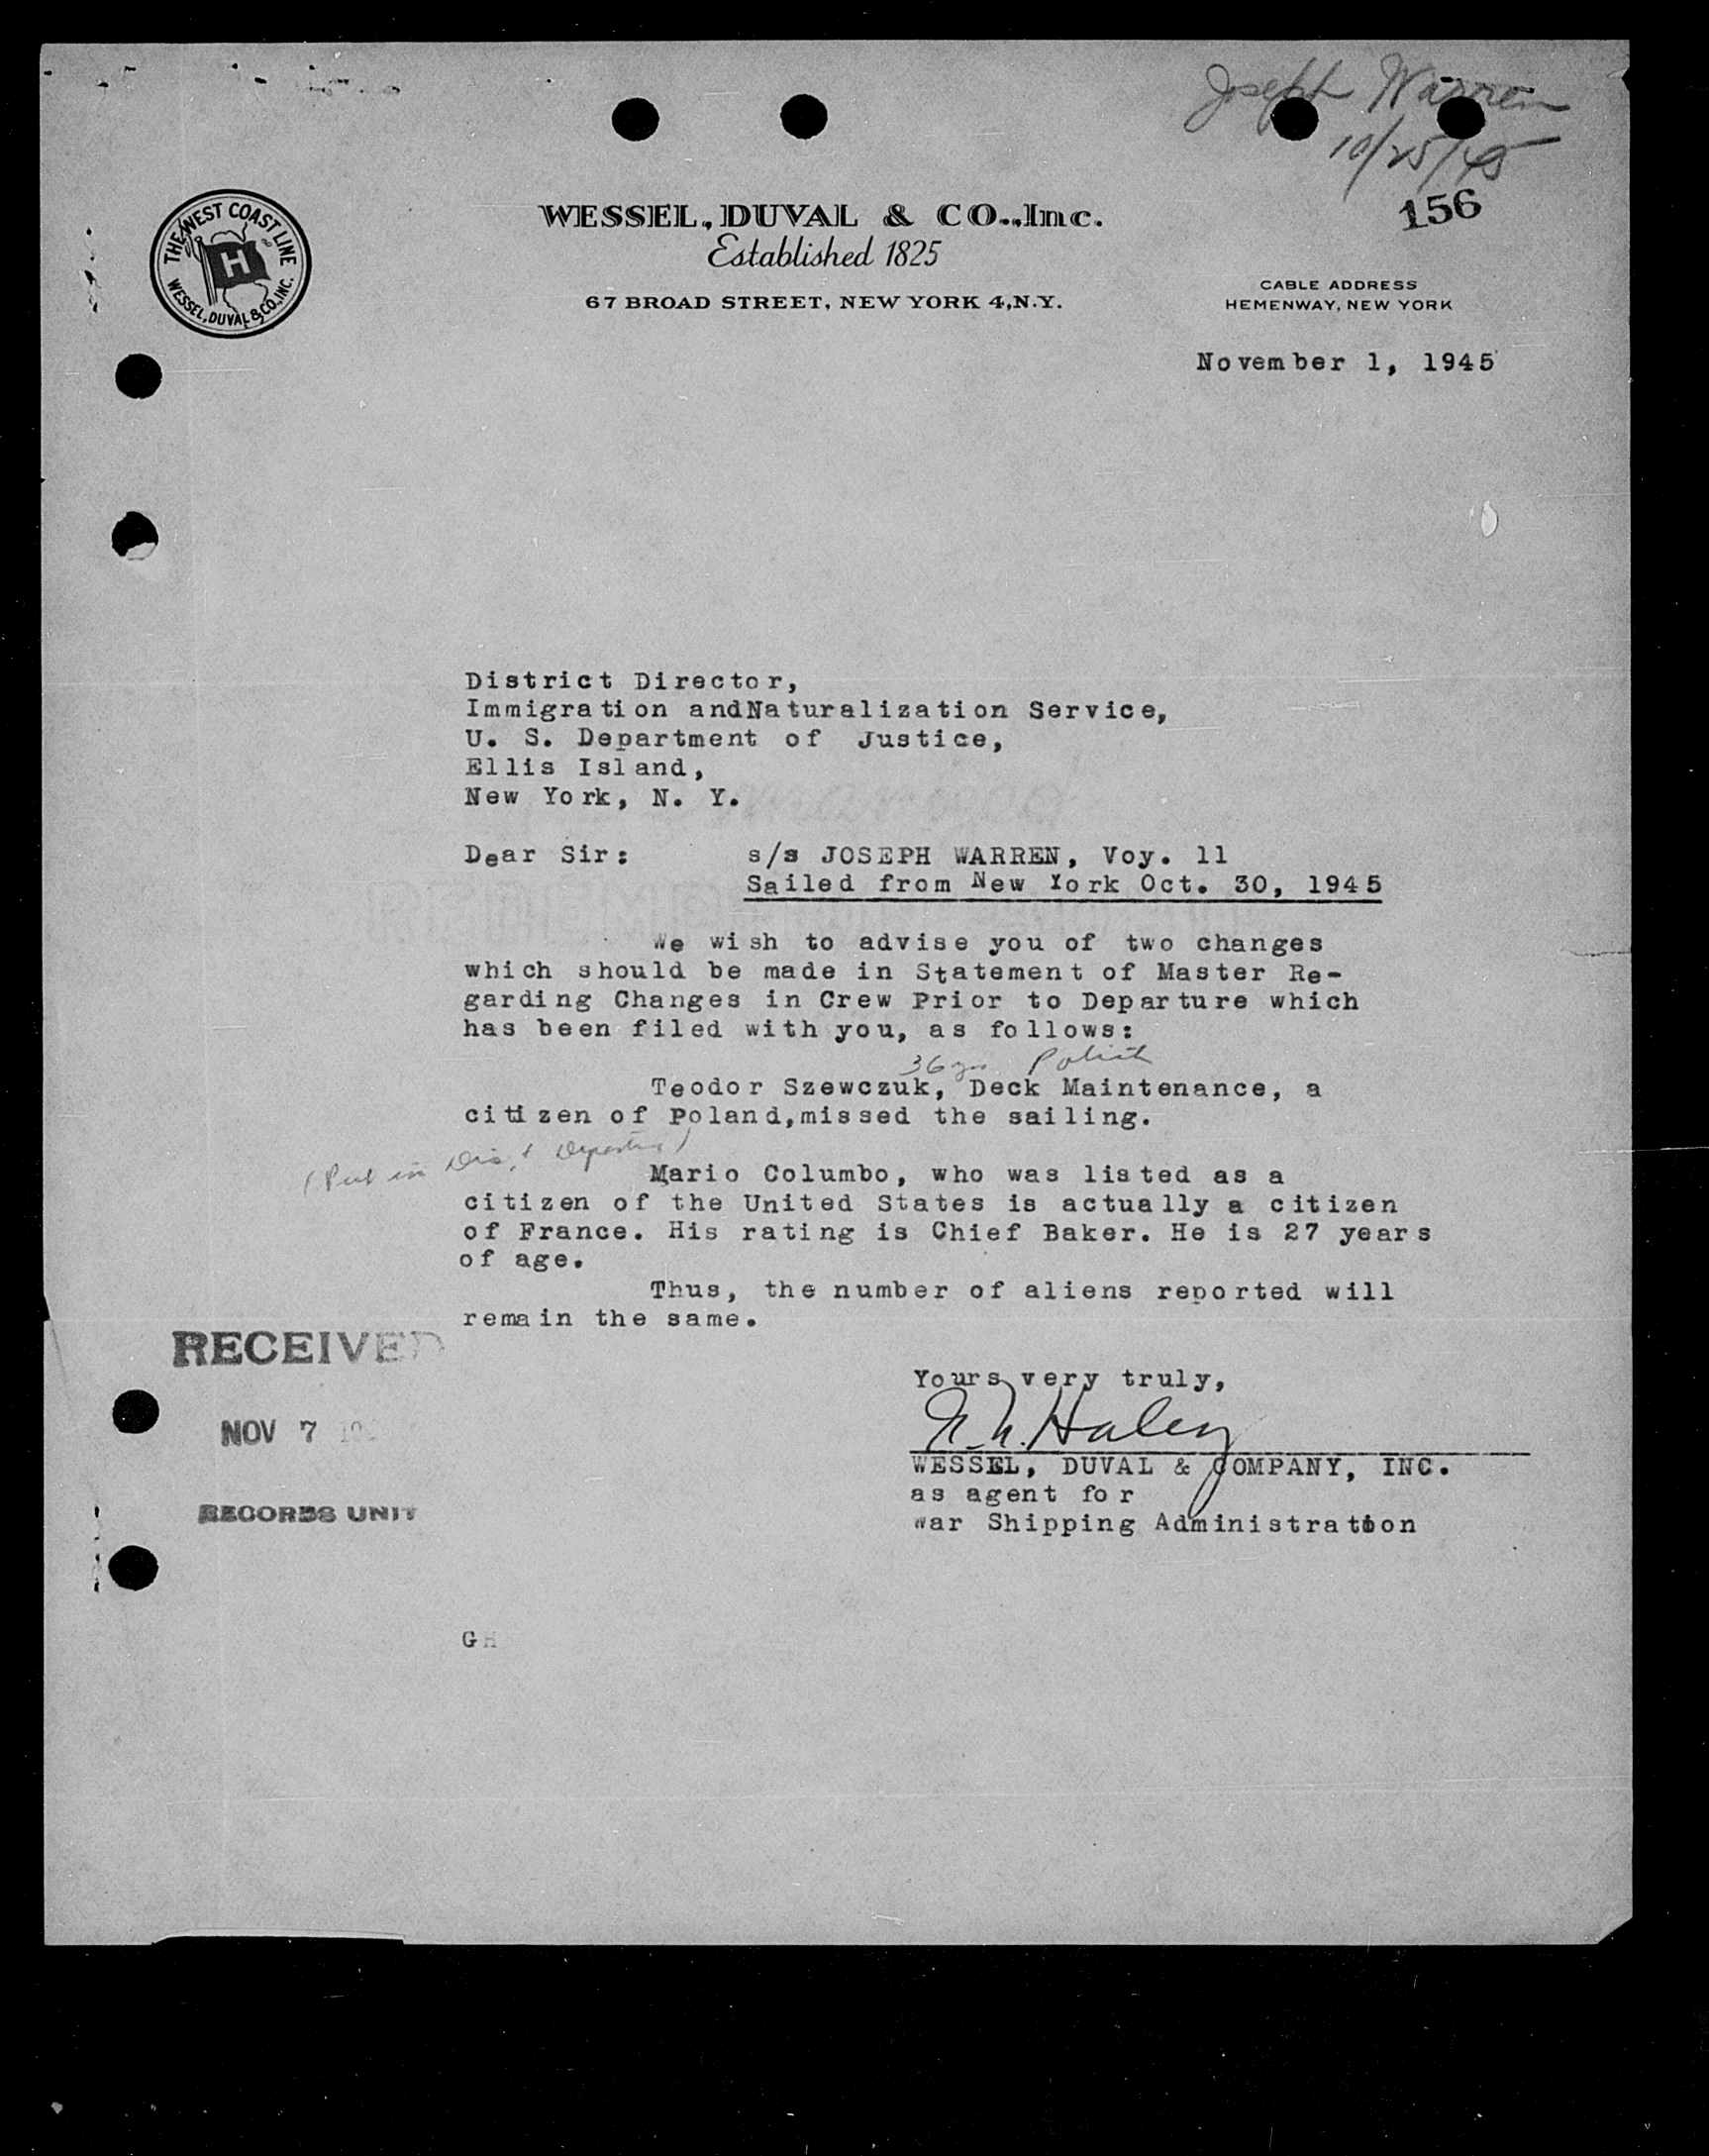 Joseph Warren
10/25/45
156
THE WEST COAST LINE
H
WESSEL, DUVAL & CO., INC.
WESSEL, DUVAL & CO., Inc.
Established 1825
67 BROAD STREET, NEW YORK 4, N.Y.
CABLE ADDRESS
HEMENWAY, NEW YORK
November 1, 1945
District Director,
Immigration andNaturalization Service,
U. S. Department of Justice,
Ellis Island,
New York, N. Y.
Dear Sir: s/s JOSEPH WARREN, Voy. 11
Sailed from New York Oct. 30, 1945
We wish to advise you of two changes
which should be made in Statement of Master Re-
garding Changes in Crew Prior to Departure which
has been filed with you, as follows:
36 yrs Polish
Teodor Szewczuk, Deck Maintenance, a
citizen of Poland,missed the sailing.
(Put in
Mario Columbo, who was listed as a
citizen of the United States is actually a citizen
of France. His rating is Chief Baker. He is 27 years
of age.
Thus, the number of aliens reported will
remain the same.
RECEIVED
NOV 7
RECORDS UNIT
Yours very truly,
Haley
WESSEL, DUVAL & COMPANY, INC.
as agent for
War Shipping Administration
GH